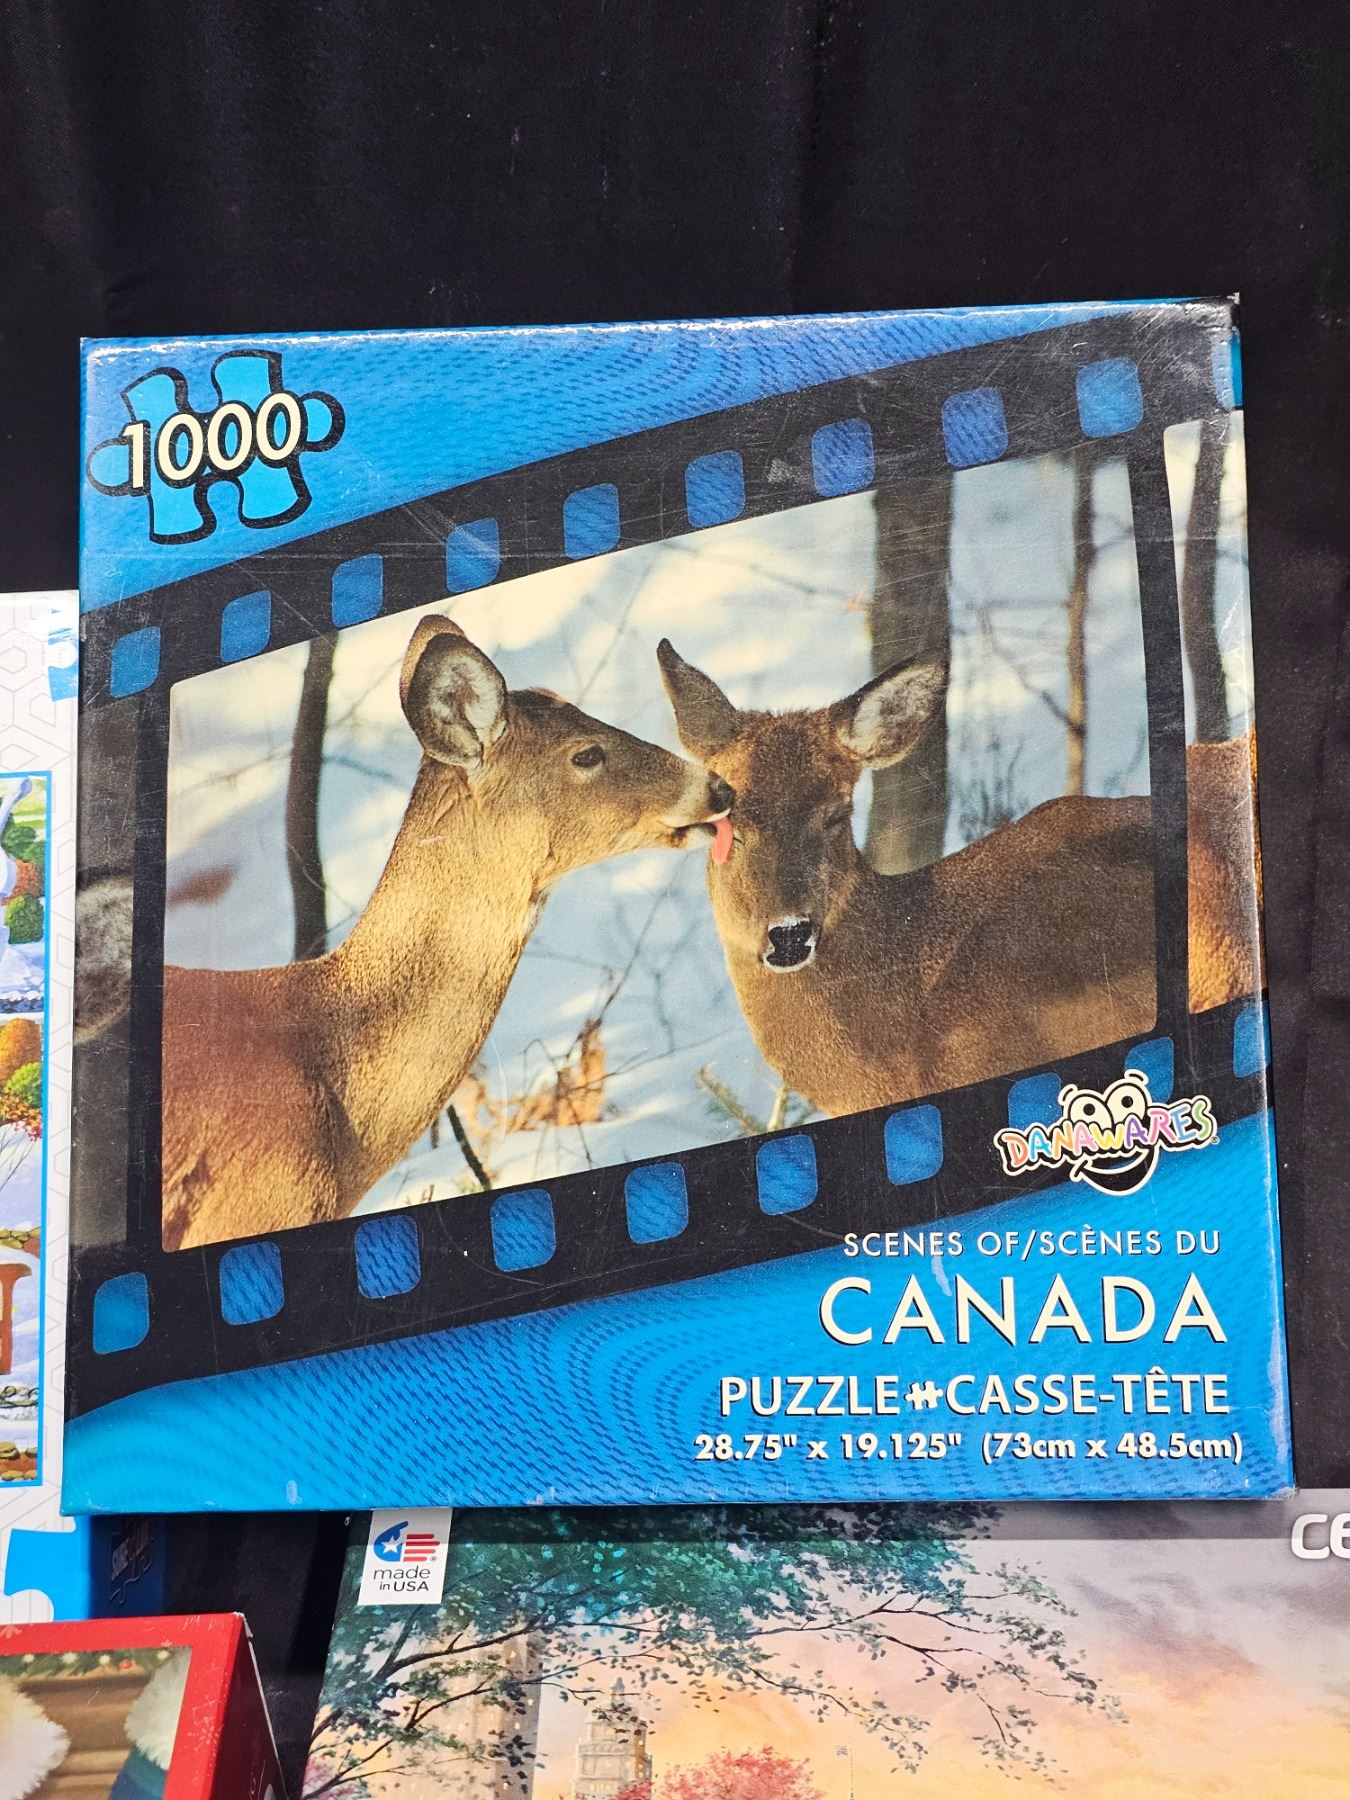 1000
DANAWARES®
SCENES OF/SCÈNES DU
CANADA
PUZZLE CASSE-TÊTE
28.75" x 19.125" (73cm x 48.5cm)
made
in USA